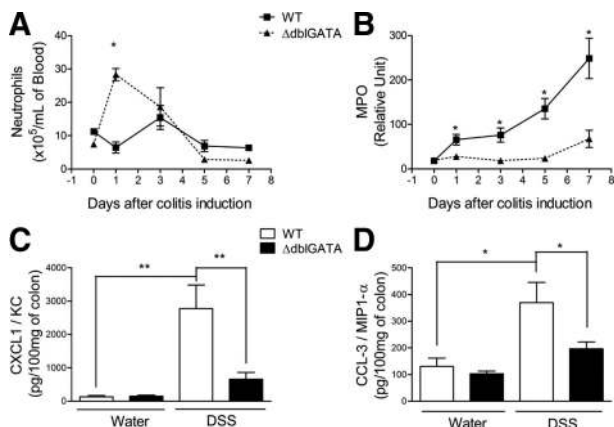 A
B
WT
ΔdblGATA
*
Neutrophils
(x10⁵/mL of Blood)
40
30
20
10
0
-1 0 1 2 3 4 5 6 7 8
Days after colitis induction
* * * *
MPO
(Relative Unit)
300
200
100
0
-1 0 1 2 3 4 5 6 7 8
Days after colitis induction
C
D
WT
ΔdblGATA
** **
CXCL1 / KC
(pg/100mg of colon)
4000
3000
2000
1000
0
Water DSS
* *
CCL-3 / MIP1-α
(pg/100mg of colon)
500
400
300
200
100
0
Water DSS